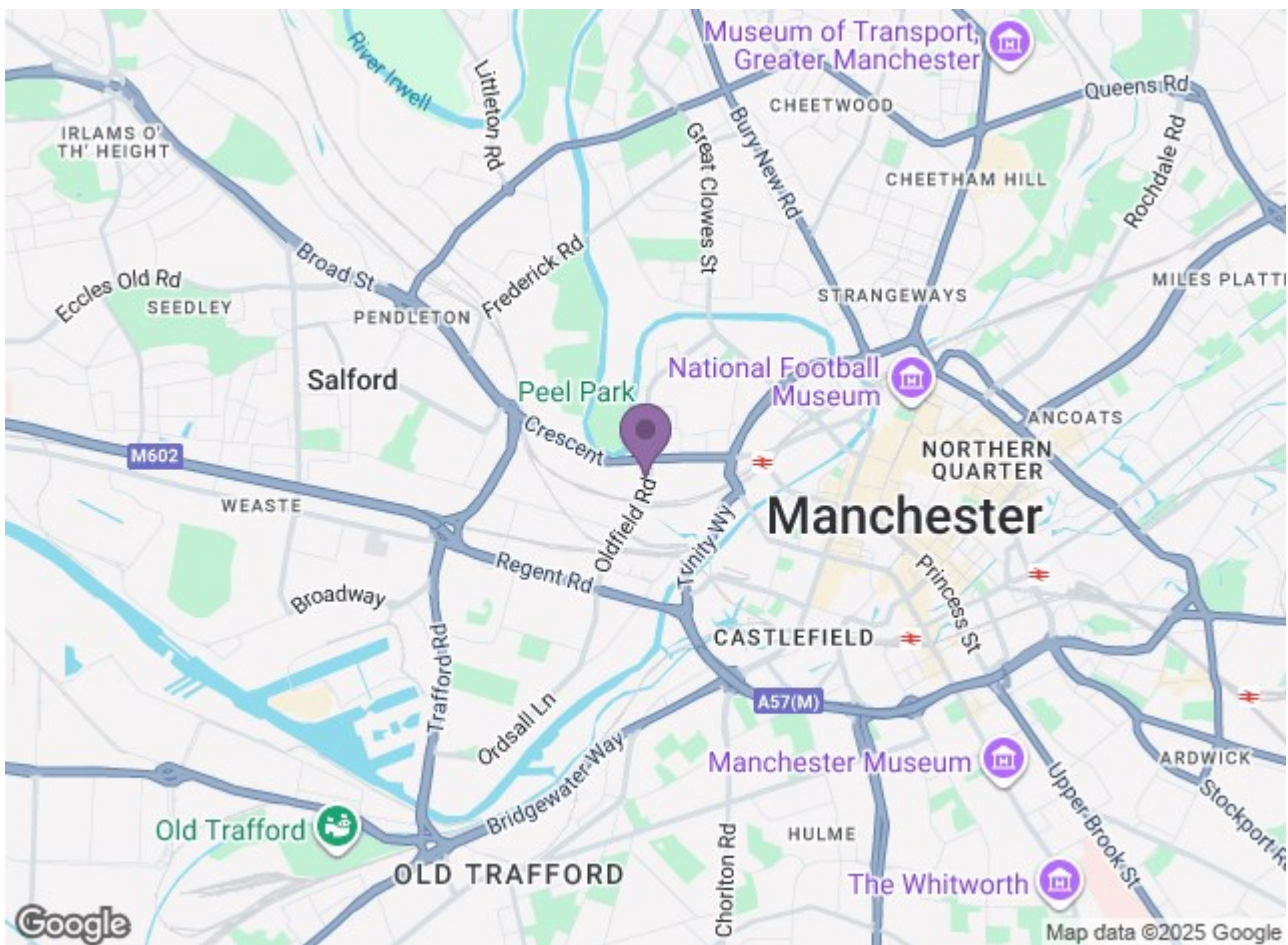 Museum of Transport,
Greater Manchester
River Irwell
Littleton Rd
CHEETWOOD
Queens Rd
IRLAMS O'
TH' HEIGHT
Great Clowes St
Bury New Rd
Rochdale Rd
CHEETHAM HILL
Broad St
Frederick Rd
Eccles Old Rd
SEEDLEY
PENDLETON
STRANGEWAYS
MILES PLATTI
Salford
Peel Park
National Football
Museum
ANCOATS
Crescent
NORTHERN
QUARTER
M602
WEASTE
Oldfield Rd
Manchester
Trinity Wy
Regent Rd
Princess St
Broadway
CASTLEFIELD
Trafford Rd
A57(M)
Ordsall Ln
Bridgewater Way
Manchester Museum
ARDWICK
Upper Brook St
Stockport R
Old Trafford
HULME
OLD TRAFFORD
Chorlton Rd
The Whitworth
Google
Map data ©2025 Google